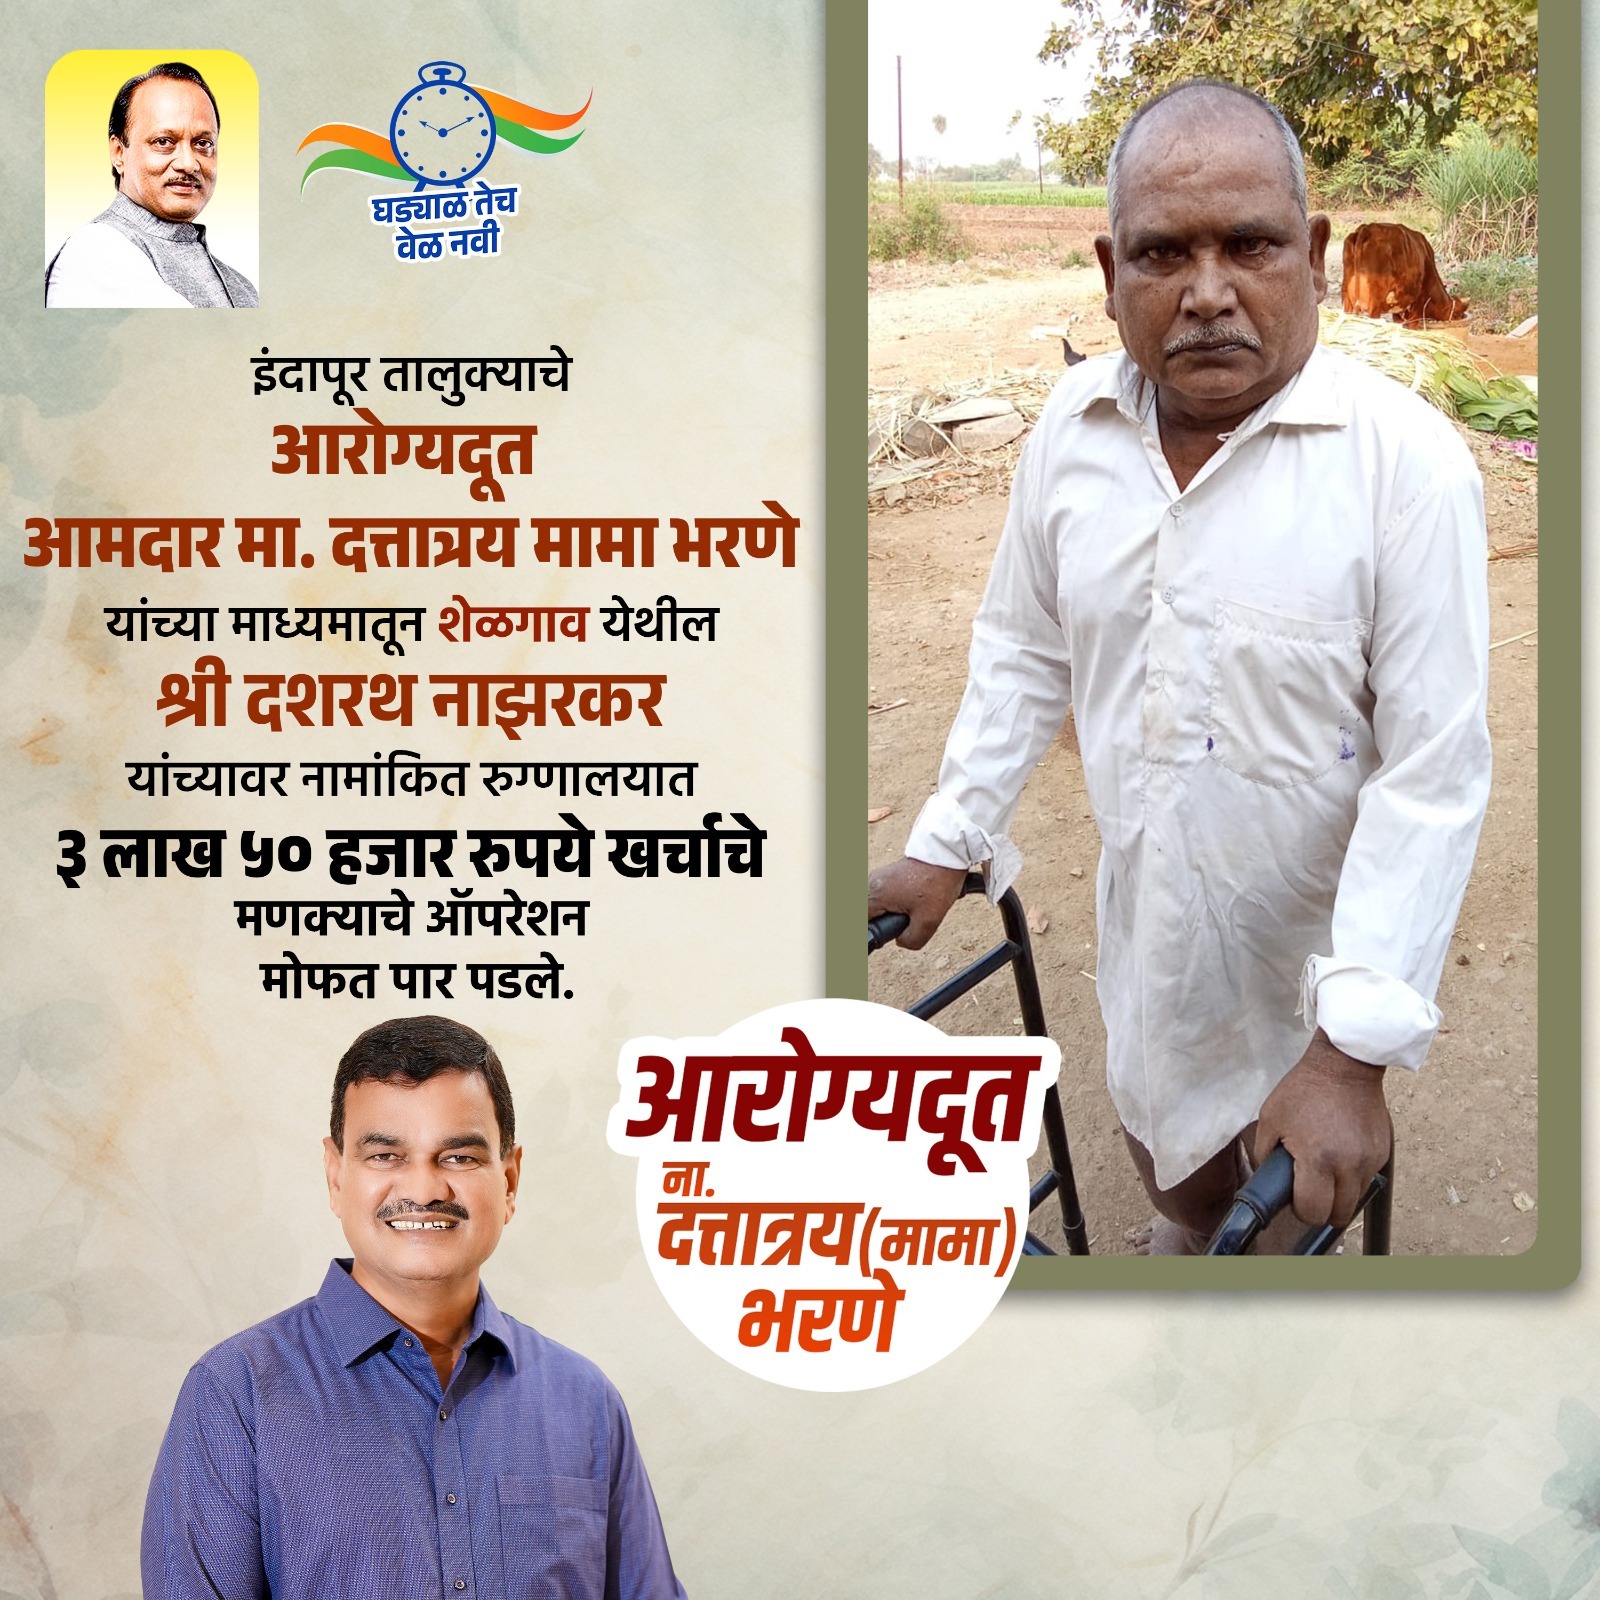 घड्याळ तेच
वेळ नवी
इंदापूर तालुक्याचे
आरोग्यदूत
आमदार मा. दत्तात्रय मामा भरणे
यांच्या माध्यमातून शेळगाव येथील
श्री दशरथ नाझरकर
यांच्यावर नामांकित रुग्णालयात
३ लाख ५० हजार रुपये खर्चाचे
मणक्याचे ऑपरेशन
मोफत पार पडले.
आरोग्यदूत
ना.
दत्तात्रय(मामा)
भरणे